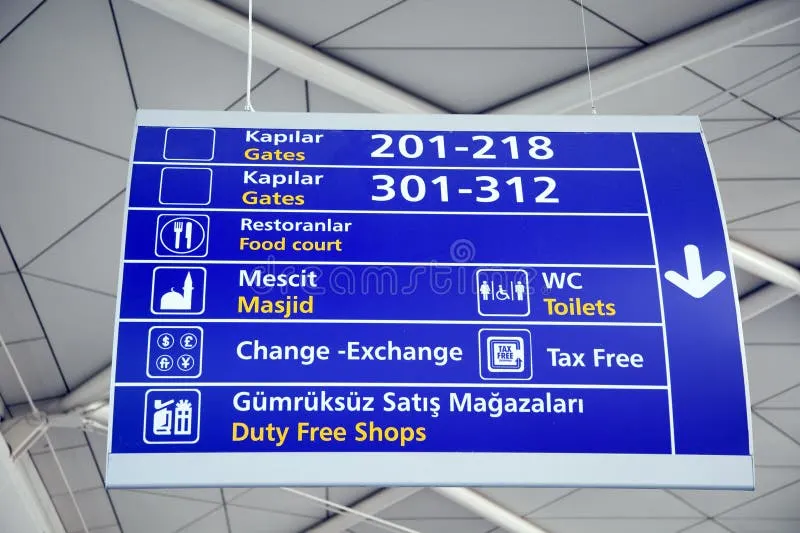 Kapılar 201-218
Gates
Kapılar 301-312
Gates
Restoranlar
Food court
Mescit WC
Masjid Toilets
$ £
₶ ¥
Change -Exchange TAX FREE Tax Free
Gümrüksüz Satış Mağazaları
Duty Free Shops
dreamstime